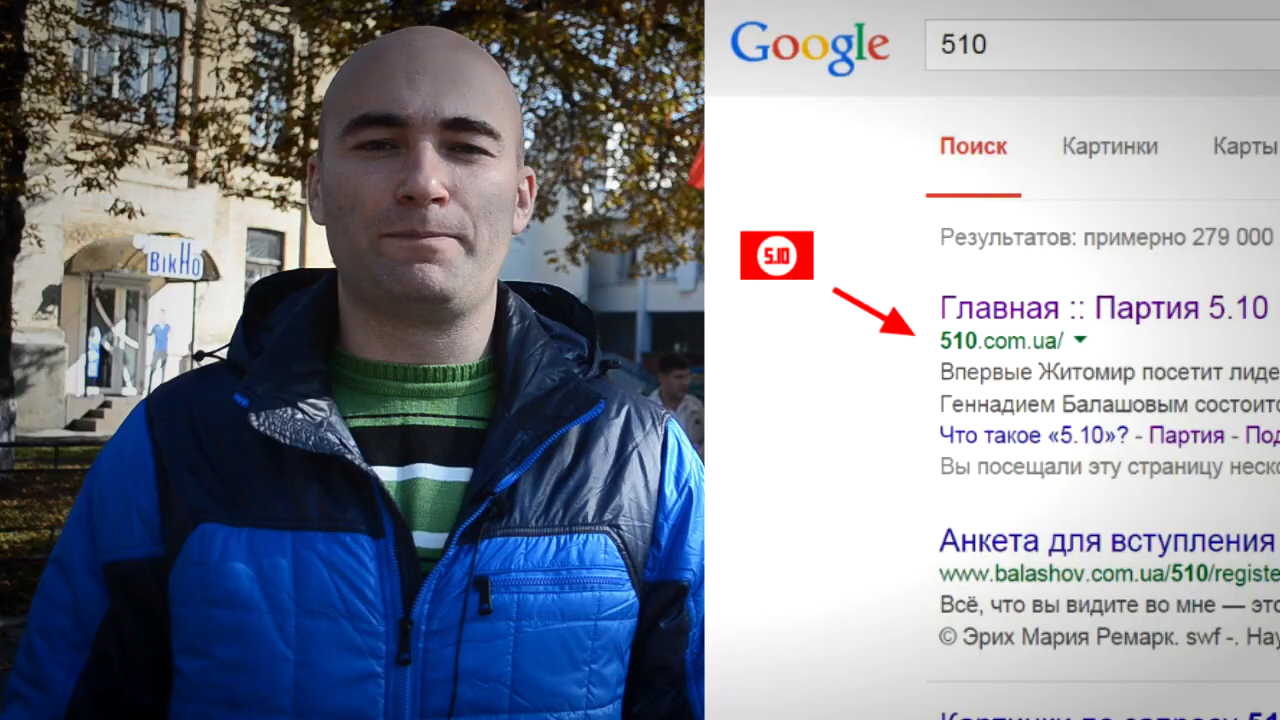 BikHo
Google
510
Поиск
Картинки
Карты
Результатов: примерно 279 000
5.10
Главная :: Партия 5.10
510.com.ua/
Впервые Житомир посетит лиде
Геннадием Балашовым состоитс
Что такое «5.10»? - Партия - Под
Вы посещали эту страницу неск
Анкета для вступления
www.balashov.com.ua/510/registe
Всё, что вы видите во мне — это
© Эрих Мария Ремарк. swf -. Нау